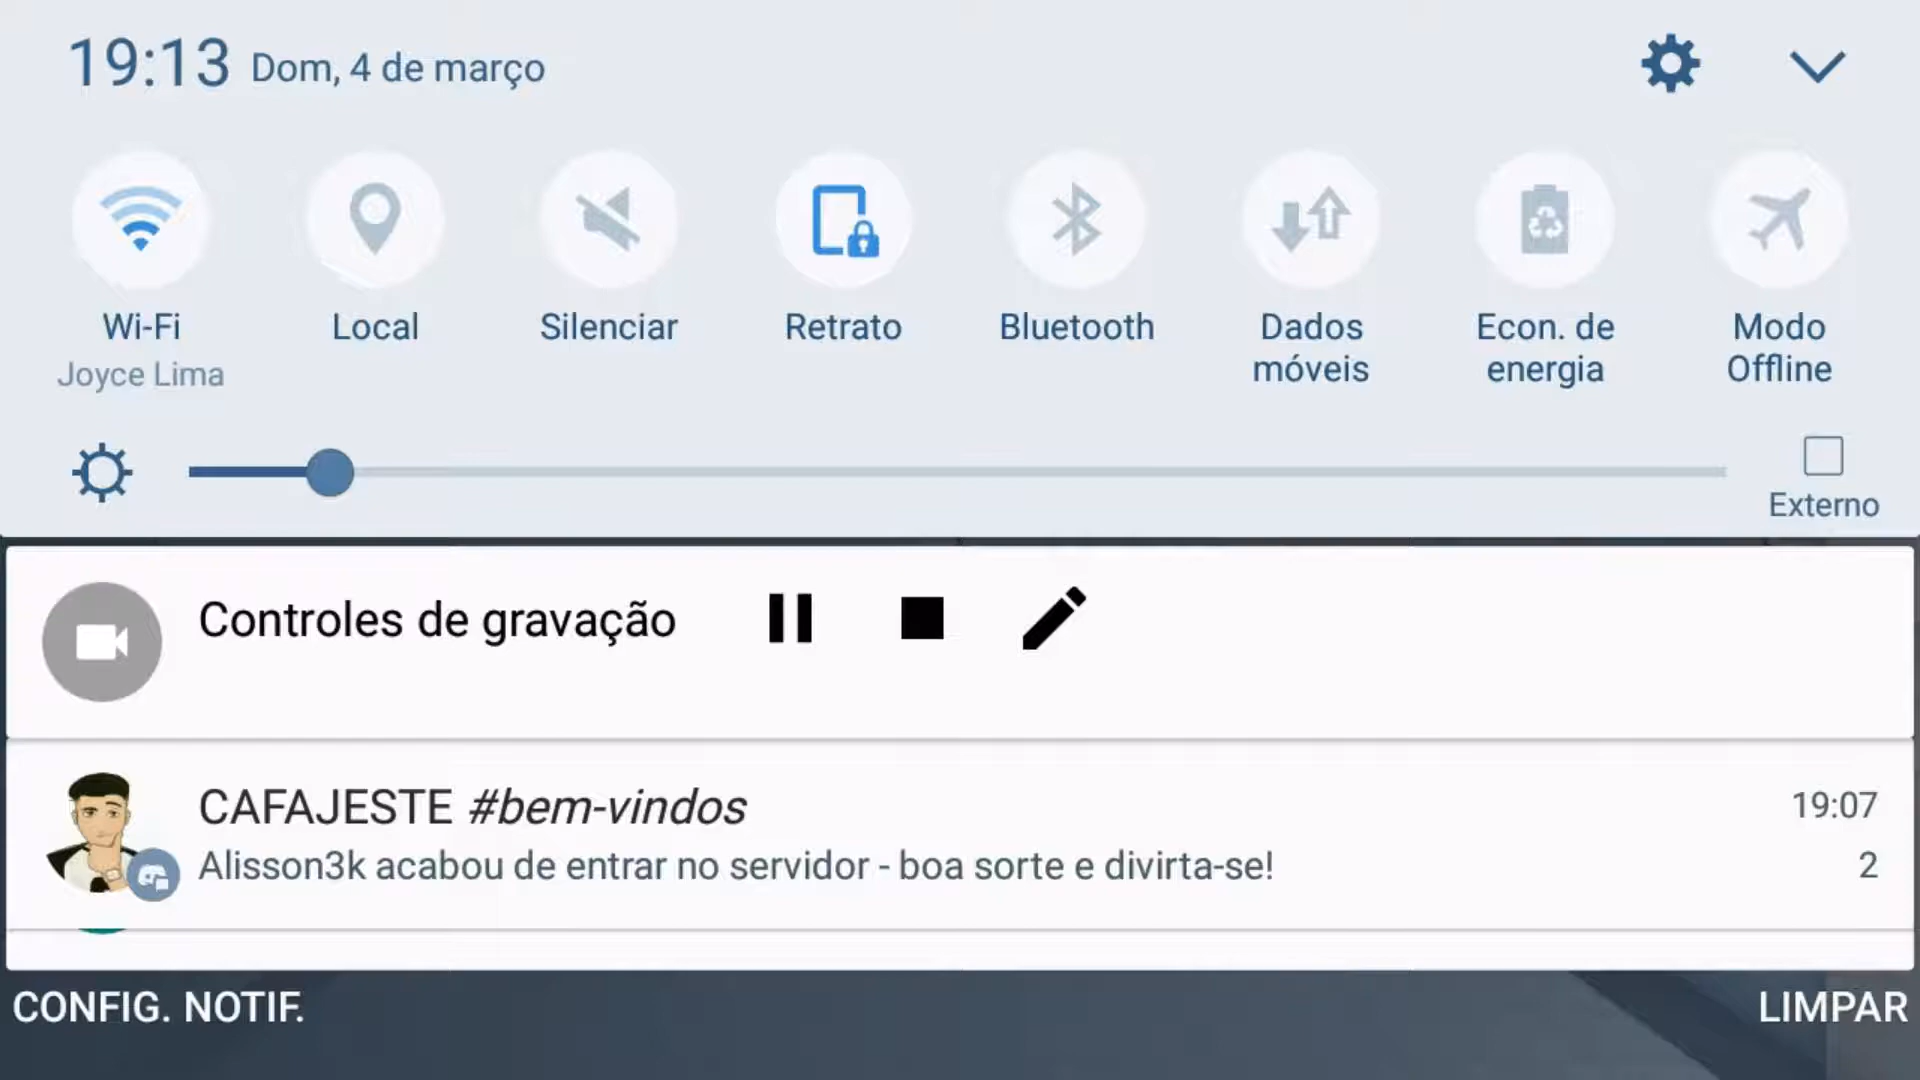 19:13 Dom, 4 de março
Wi-Fi
Joyce Lima
Local
Silenciar
Retrato
Bluetooth
Dados
móveis
Econ. de
energia
Modo
Offline
Externo
Controles de gravação
CAFAJESTE #bem-vindos
19:07
Alisson3k acabou de entrar no servidor - boa sorte e divirta-se!
2
CONFIG. NOTIF.
LIMPAR